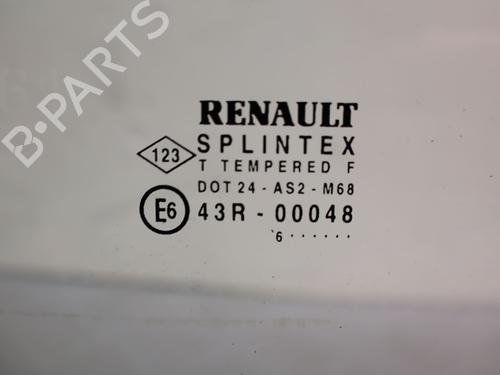 B-PARTS
RENAULT
123 SPLINTEX
T TEMPERED F
DOT 24 - AS2 - M68
E6 43R - 00048
6 . . . . . .